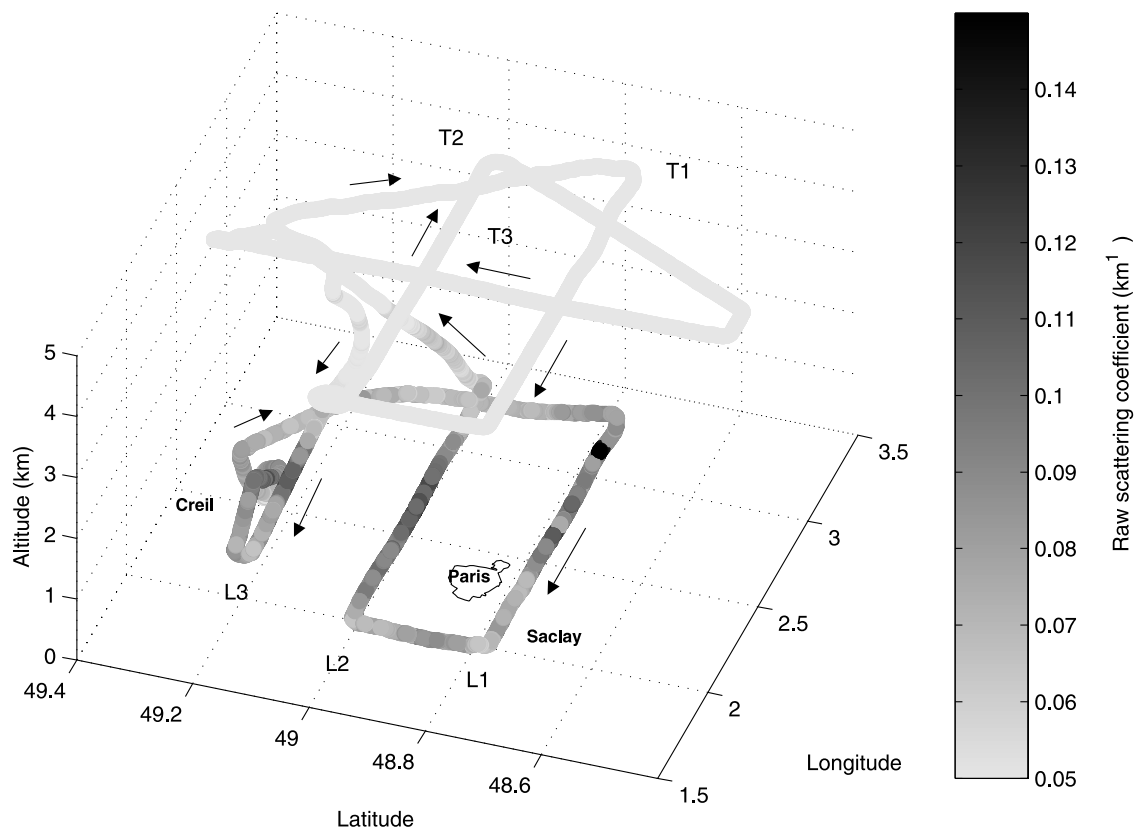 T2
T1
T3
Creil
L3
Paris
Saclay
L2
L1
5
4
3
2
1
0
Altitude (km)
49.4
49.2
49
48.8
48.6
Latitude
1.5
2
2.5
3
3.5
Longitude
0.14
0.13
0.12
0.11
0.1
0.09
0.08
0.07
0.06
0.05
Raw scattering coefficient (km1 )